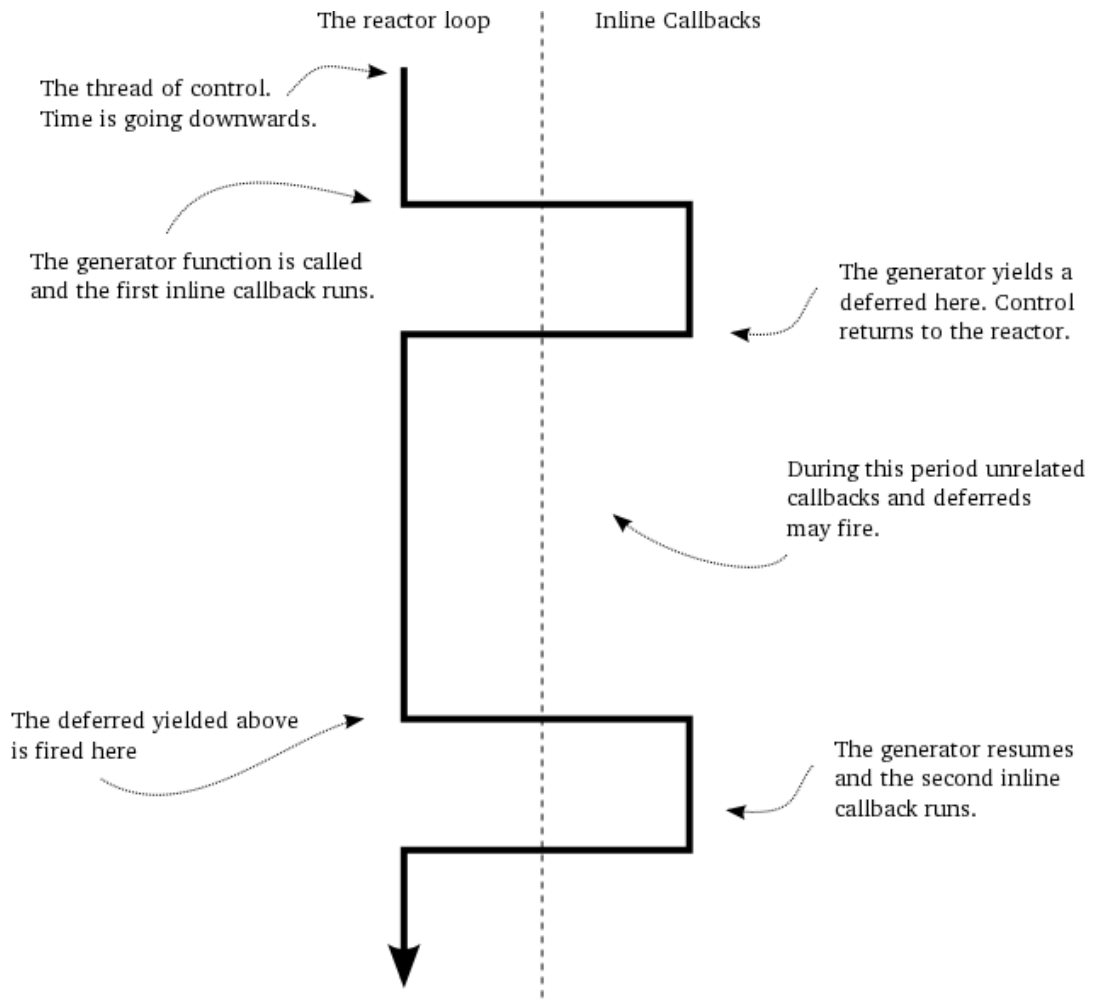 The reactor loop
Inline Callbacks
The thread of control.
Time is going downwards.
The generator function is called
and the first inline callback runs.
The generator yields a
deferred here. Control
returns to the reactor.
During this period unrelated
callbacks and deferreds
may fire.
The deferred yielded above
is fired here
The generator resumes
and the second inline
callback runs.